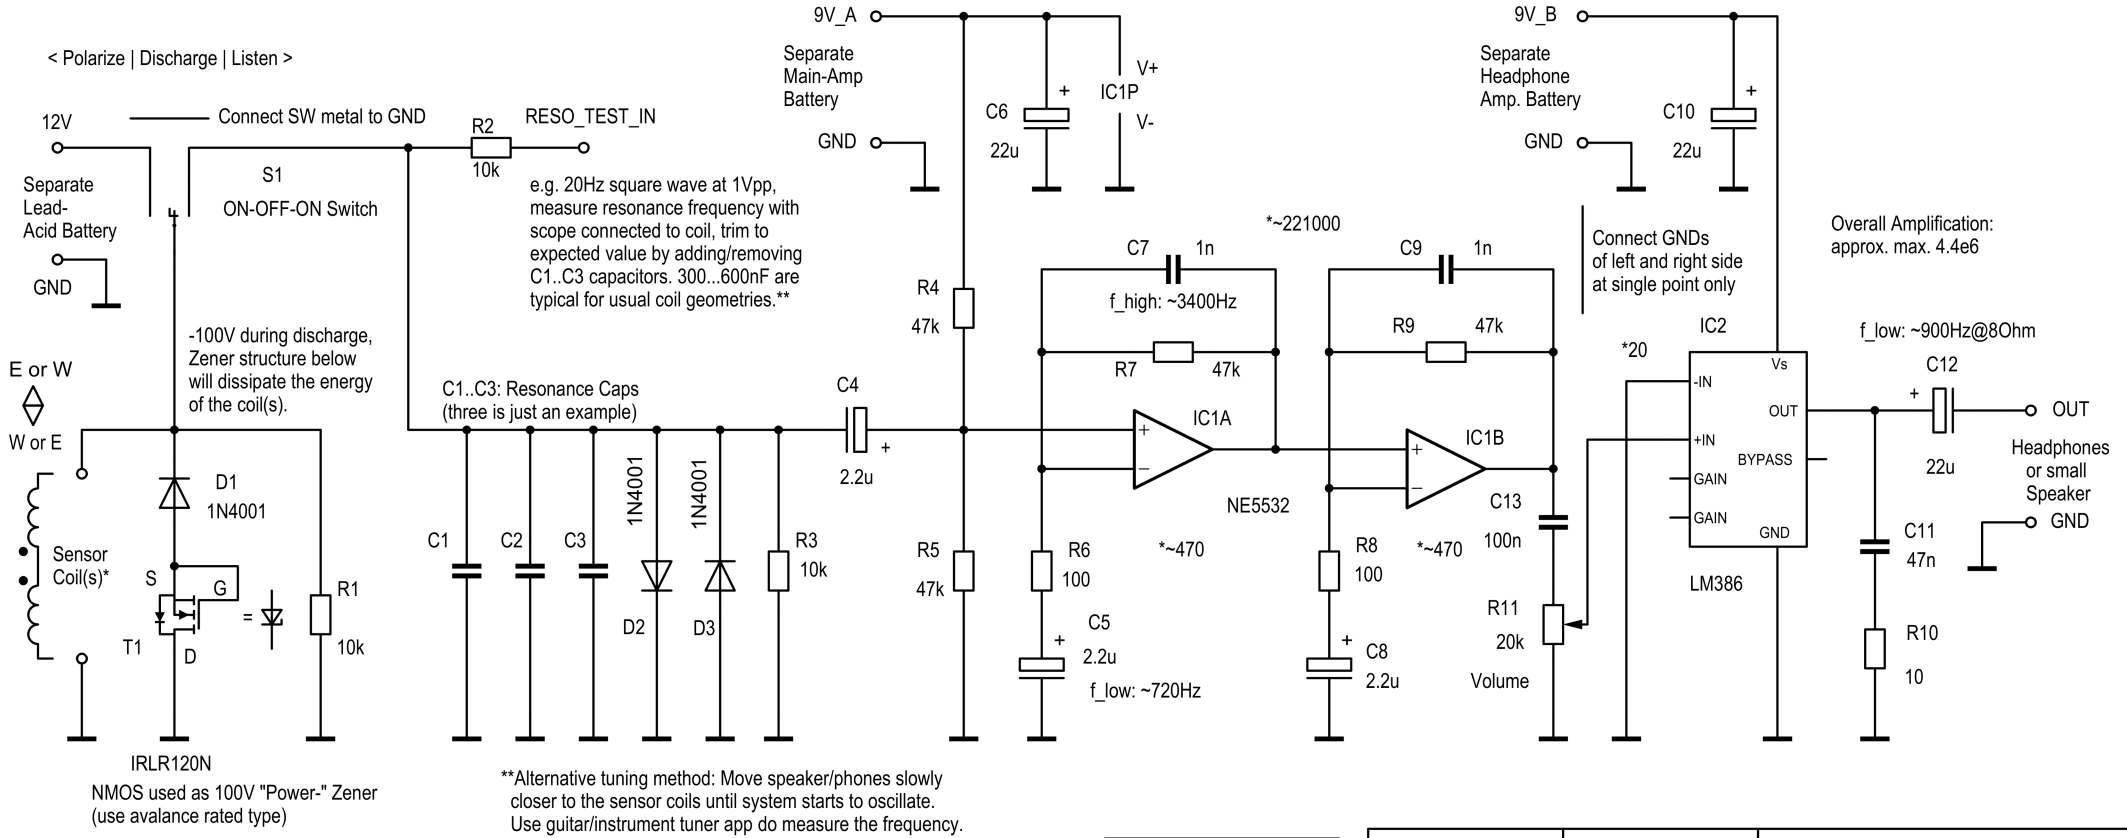 < Polarize | Discharge | Listen >
Connect SW metal to GND
12V
Separate
Lead-
Acid Battery
GND
S1
ON-OFF-ON Switch
R2
10k
RESO_TEST_IN
e.g. 20Hz square wave at 1Vpp,
measure resonance frequency with
scope connected to coil, trim to
expected value by adding/removing
C1..C3 capacitors. 300...600nF are
typical for usual coil geometries.**
-100V during discharge,
Zener structure below
will dissipate the energy
of the coil(s).
E or W
W or E
Sensor
Coil(s)*
D1
1N4001
S
G
T1
D
=
R1
10k
IRLR120N
NMOS used as 100V "Power-" Zener
(use avalance rated type)
C1..C3: Resonance Caps
(three is just an example)
C1
C2
C3
1N4001
D2
1N4001
D3
R3
10k
C4
+
2.2u
**Alternative tuning method: Move speaker/phones slowly
closer to the sensor coils until system starts to oscillate.
Use guitar/instrument tuner app do measure the frequency.
9V_A
Separate
Main-Amp
Battery
GND
C6
+
22u
V+
IC1P
V-
R4
47k
R5
47k
*~221000
C7
1n
f_high: ~3400Hz
R7
47k
IC1A
+
−
NE5532
*~470
R6
100
C5
+
2.2u
f_low: ~720Hz
C9
1n
R9
47k
IC1B
+
−
*~470
R8
100
+
C8
2.2u
C13
100n
R11
20k
Volume
9V_B
Separate
Headphone
Amp. Battery
GND
C10
+
22u
Connect GNDs
of left and right side
at single point only
Overall Amplification:
approx. max. 4.4e6
IC2
*20
Vs
-IN
OUT
+IN
BYPASS
GAIN
GAIN
GND
LM386
f_low: ~900Hz@8Ohm
C12
+
22u
OUT
Headphones
or small
Speaker
GND
C11
47n
R10
10